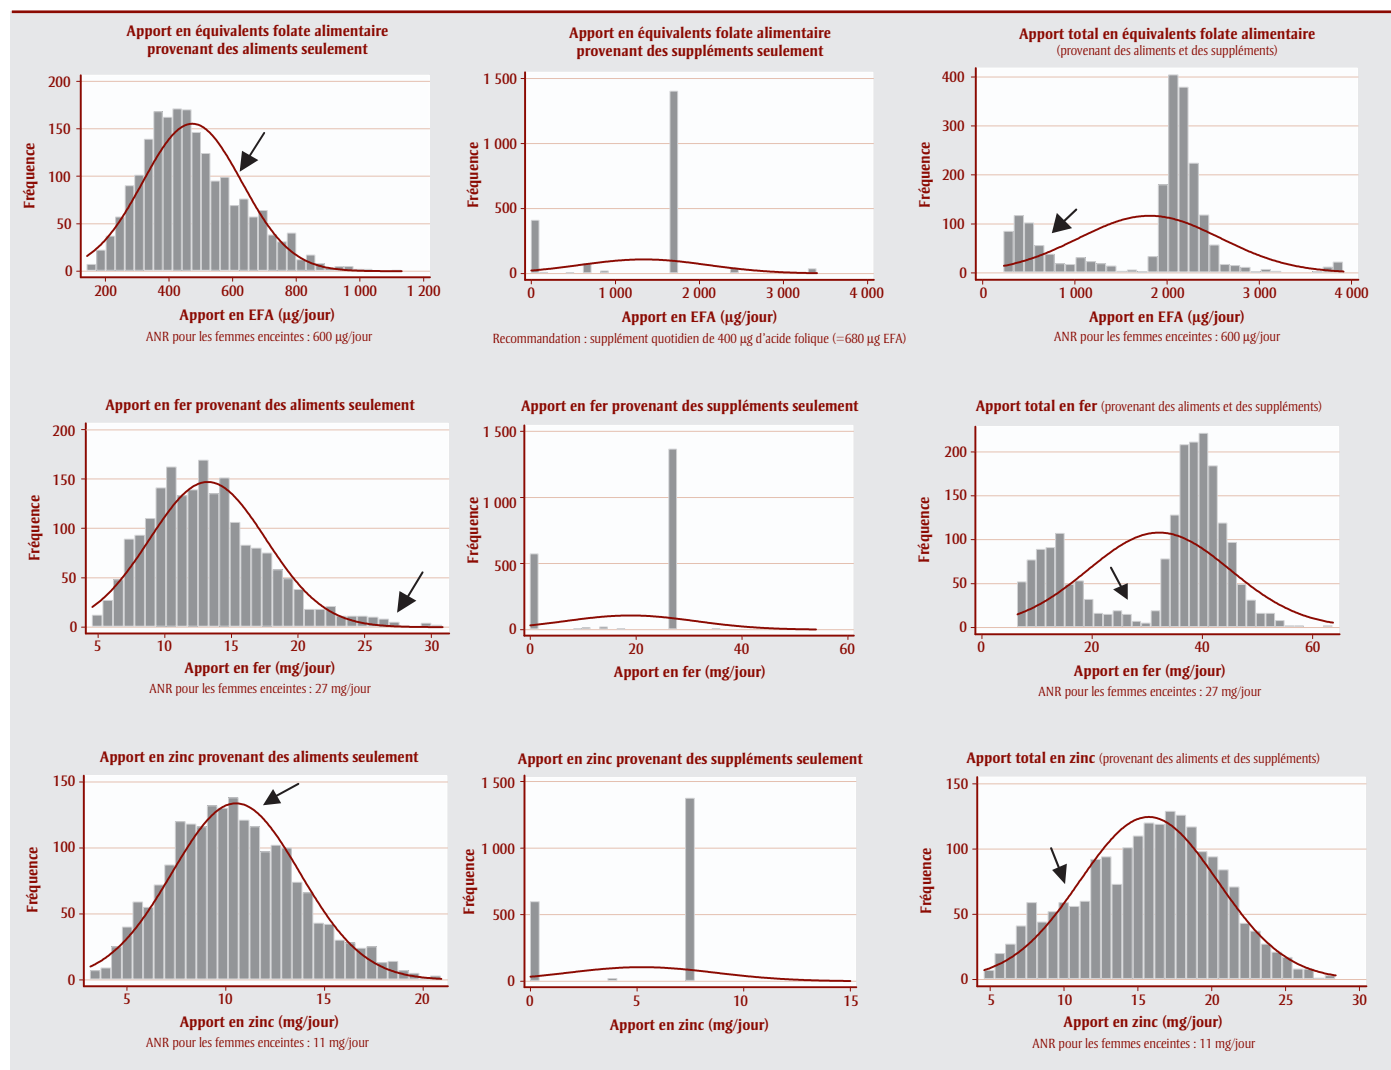 Apport en équivalents folate alimentaire
provenant des aliments seulement
Fréquence
200
150
100
50
0
200 400 600 800 1 000 1 200
Apport en EFA (µg/jour)
ANR pour les femmes enceintes : 600 µg/jour
Apport en équivalents folate alimentaire
provenant des suppléments seulement
Fréquence
1 500
1 000
500
0
0 1 000 2 000 3 000 4 000
Apport en EFA (µg/jour)
Recommandation : supplément quotidien de 400 µg d'acide folique (=680 µg EFA)
Apport total en équivalents folate alimentaire
(provenant des aliments et des suppléments)
Fréquence
400
300
200
100
0
0 1 000 2 000 3 000 4 000
Apport en EFA (µg/jour)
ANR pour les femmes enceintes : 600 µg/jour
Apport en fer provenant des aliments seulement
Fréquence
200
150
100
50
0
5 10 15 20 25 30
Apport en fer (mg/jour)
ANR pour les femmes enceintes : 27 mg/jour
Apport en fer provenant des suppléments seulement
Fréquence
1 500
1 000
500
0
0 20 40 60
Apport en fer (mg/jour)
Apport total en fer (provenant des aliments et des suppléments)
Fréquence
200
150
100
50
0
0 20 40 60
Apport en fer (mg/jour)
ANR pour les femmes enceintes : 27 mg/jour
Apport en zinc provenant des aliments seulement
Fréquence
150
100
50
0
5 10 15 20
Apport en zinc (mg/jour)
ANR pour les femmes enceintes : 11 mg/jour
Apport en zinc provenant des suppléments seulement
Fréquence
1 500
1 000
500
0
0 5 10 15
Apport en zinc (mg/jour)
Apport total en zinc (provenant des aliments et des suppléments)
Fréquence
150
100
50
0
5 10 15 20 25 30
Apport en zinc (mg/jour)
ANR pour les femmes enceintes : 11 mg/jour